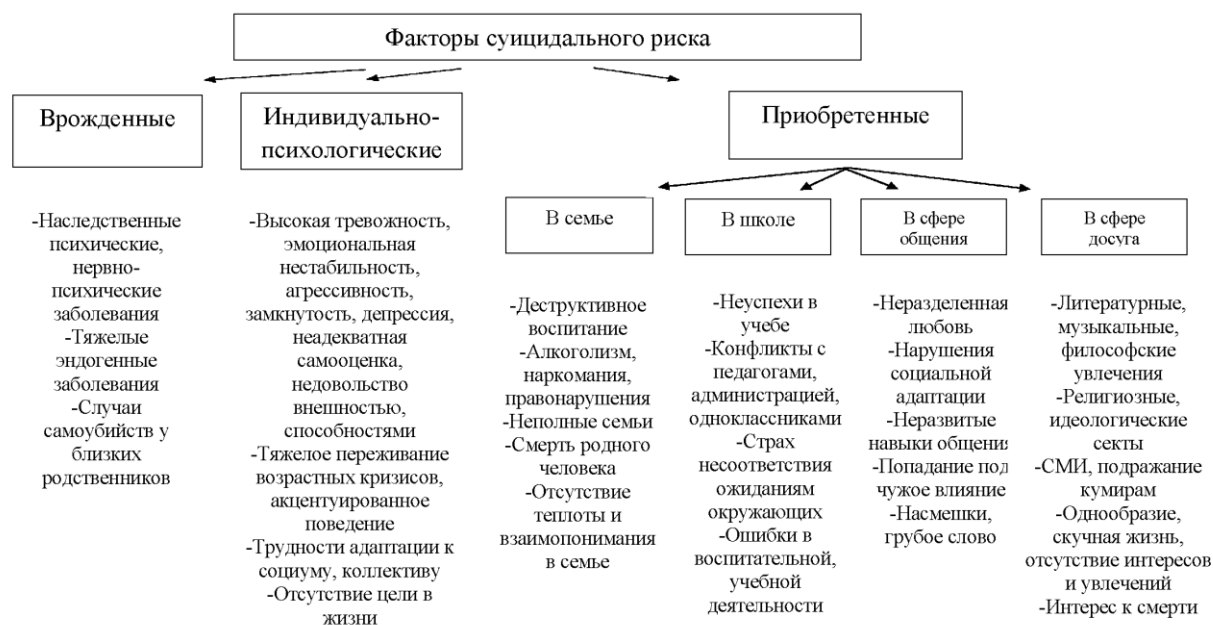 Факторы суицидального риска
Врожденные
Индивидуально-
психологические
Приобретенные
В семье
В школе
В сфере
общения
В сфере
досуга
-Наследственные
психические,
нервно-
психические
заболевания
-Тяжелые
эндогенные
заболевания
-Случаи
самоубийств у
близких
родственников
-Высокая тревожность,
эмоциональная
нестабильность,
агрессивность,
замкнутость, депрессия,
неадекватная
самооценка,
недовольство
внешностью,
способностями
-Тяжелое переживание
возрастных кризисов,
акцентуированное
поведение
-Трудности адаптации к
социуму, коллективу
-Отсутствие цели в
жизни
-Деструктивное
воспитание
-Алкоголизм,
наркомания,
правонарушения
-Неполные семьи
-Смерть родного
человека
-Отсутствие
теплоты и
взаимопонимания
в семье
-Неуспехи в
учебе
-Конфликты с
педагогами,
администрацией,
одноклассниками
-Страх
несоответствия
ожиданиям
окружающих
-Ошибки в
воспитательной,
учебной
деятельности
-Неразделенная
любовь
-Нарушения
социальной
адаптации
-Неразвитые
навыки общения
-Попадание под
чужое влияние
-Насмешки,
грубое слово
-Литературные,
музыкальные,
философские
увлечения
-Религиозные,
идеологические
секты
-СМИ, подражание
кумирам
-Однообразие,
скучная жизнь,
отсутствие интересов
и увлечений
-Интерес к смерти